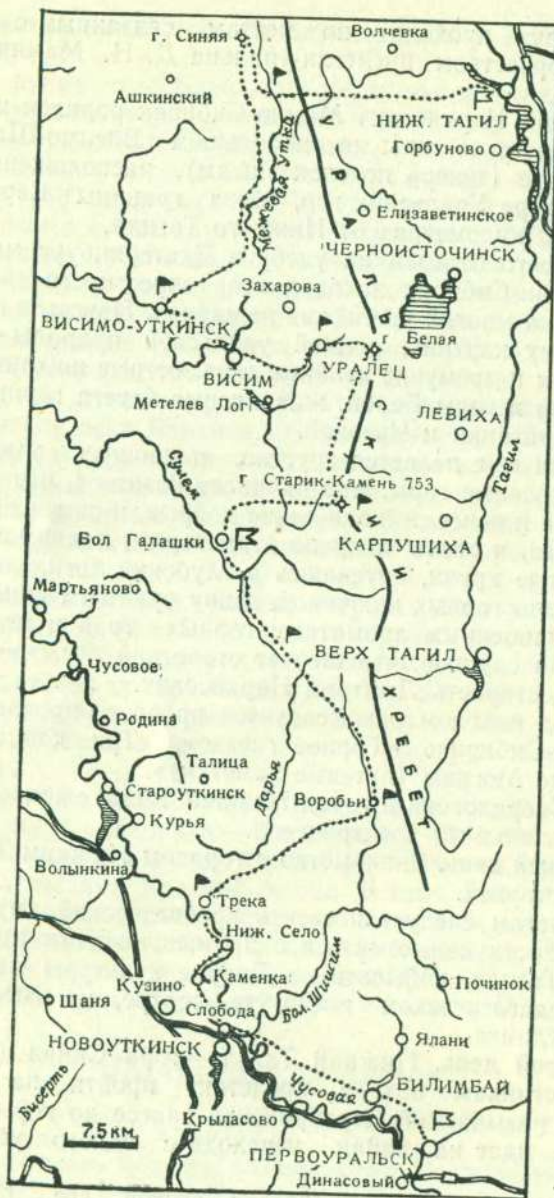 г. Синяя
Волчевка
Ашкинский
НИЖ. ТАГИЛ
Горбуново
Межевая Утка
Елизаветинское
ЧЕРНОИСТОЧИНСК
Захарова
г. Белая
ВИСИМО-УТКИНСК
УРАЛЕЦ
ВИСИМ
Метелев Лог
ЛЕВИХА
Тагил
Сулем
г Старик-Камень 753
КАРПУШИХА
Бол Галашки
Мартьяново
ВЕРХ ТАГИЛ
Чусовое
ХРЕБЕТ
Родина
Талица
Дарья
Староуткинск
Воробьи
Курья
Волынкина
Трека
Ниж. Село
Починок
Кузино
Каменка
Бол. Шишим
Шаня
Слобода
Ялани
НОВОУТКИНСК
Чусовая
БИЛИМБАЙ
Бисерть
7.5 км
Крыласово
ПЕРВОУРАЛЬСК
Динасовый